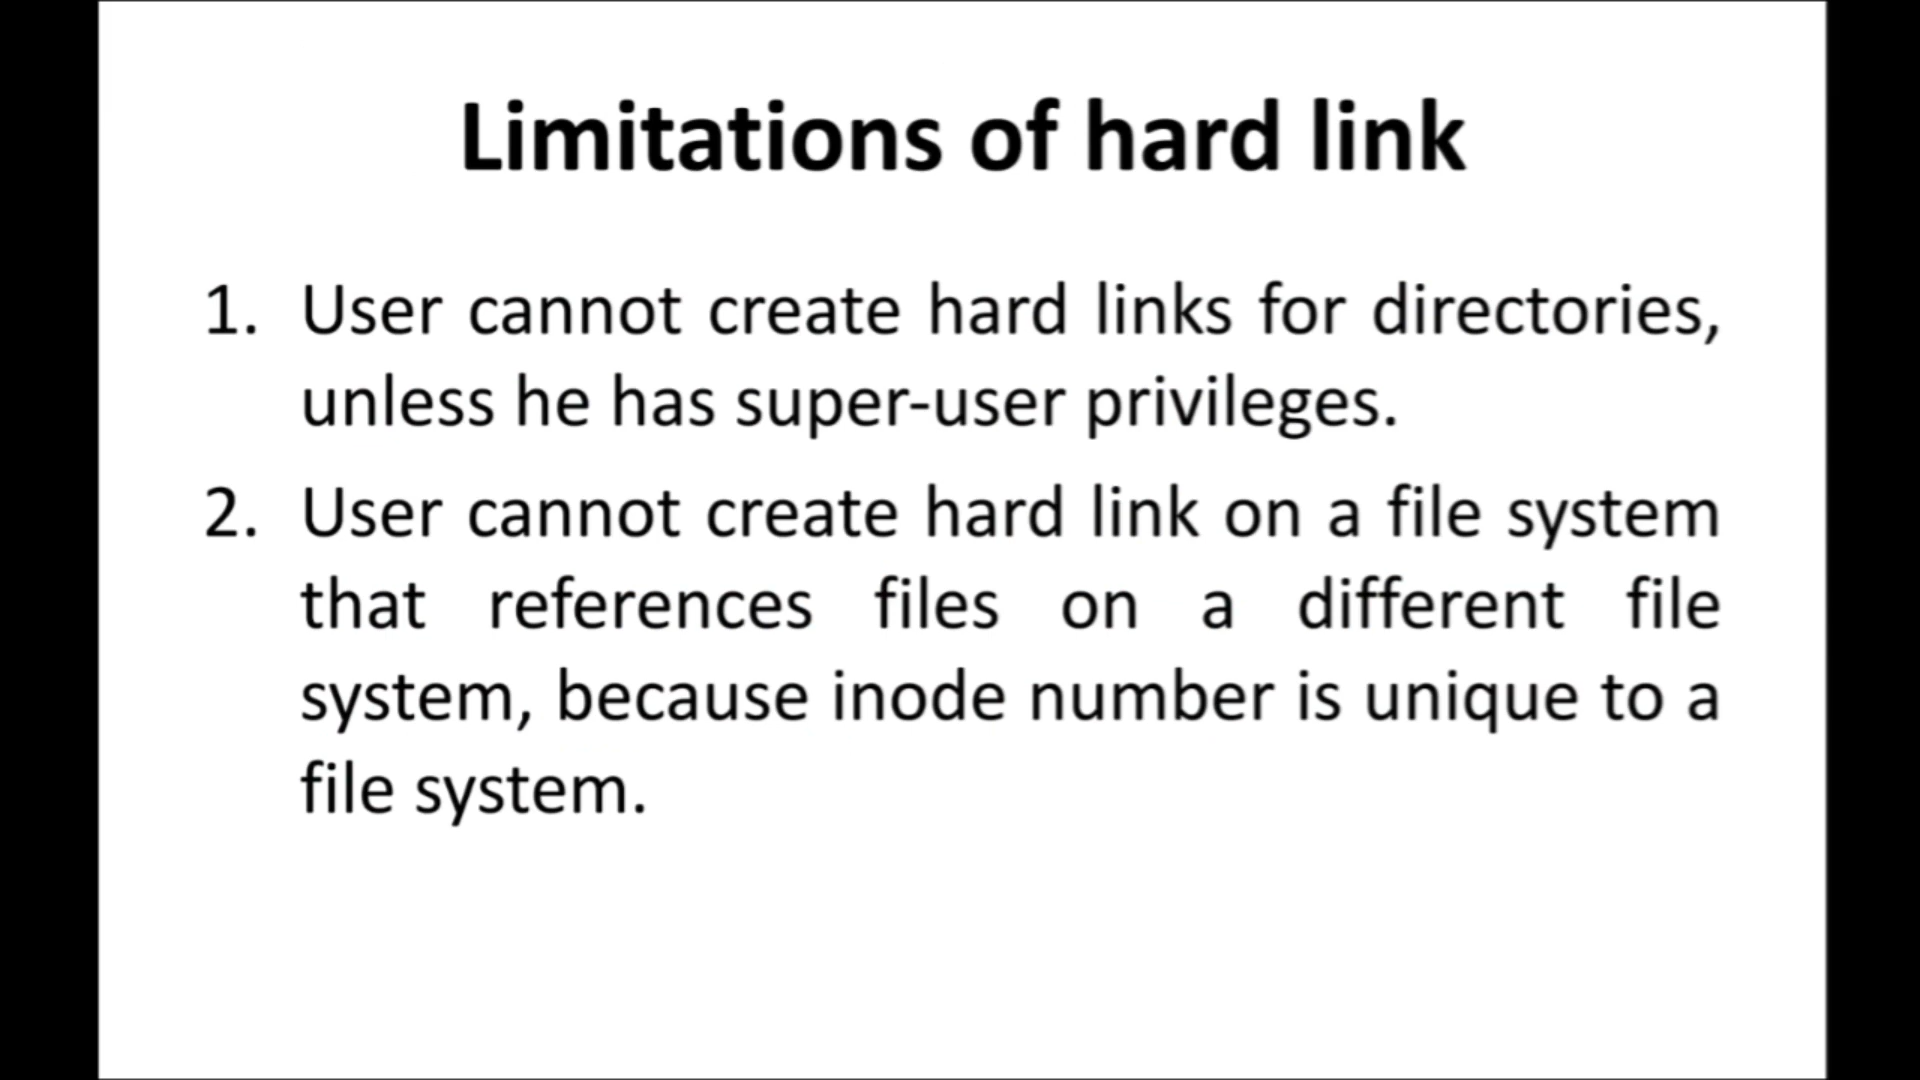 Limitations of hard link
1. User cannot create hard links for directories,
unless he has super-user privileges.
2. User cannot create hard link on a file system
that references files on a different file
system, because inode number is unique to a
file system.